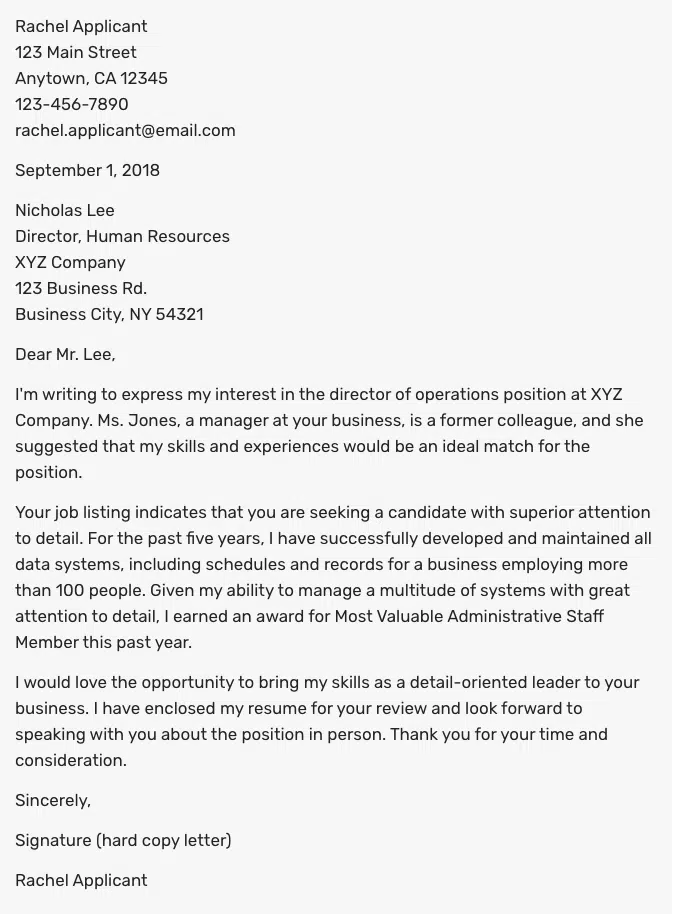 Rachel Applicant
123 Main Street
Anytown, CA 12345
123-456-7890
rachel.applicant@email.com
September 1, 2018
Nicholas Lee
Director, Human Resources
XYZ Company
123 Business Rd.
Business City, NY 54321
Dear Mr. Lee,
I'm writing to express my interest in the director of operations position at XYZ
Company. Ms. Jones, a manager at your business, is a former colleague, and she
suggested that my skills and experiences would be an ideal match for the
position.
Your job listing indicates that you are seeking a candidate with superior attention
to detail. For the past five years, I have successfully developed and maintained all
data systems, including schedules and records for a business employing more
than 100 people. Given my ability to manage a multitude of systems with great
attention to detail, I earned an award for Most Valuable Administrative Staff
Member this past year.
I would love the opportunity to bring my skills as a detail-oriented leader to your
business. I have enclosed my resume for your review and look forward to
speaking with you about the position in person. Thank you for your time and
consideration.
Sincerely,
Signature (hard copy letter)
Rachel Applicant